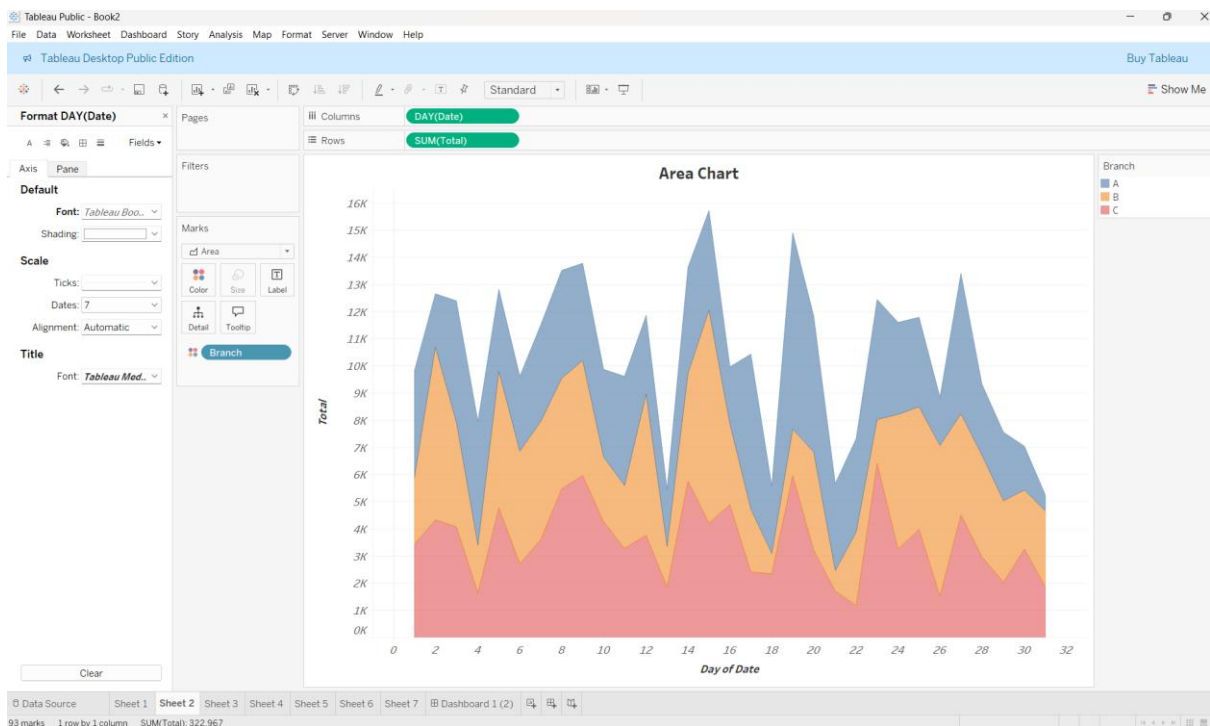 Tableau Public - Book2
File Data Worksheet Dashboard Story Analysis Map Format Server Window Help
Tableau Desktop Public Edition Buy Tableau
Standard Show Me
Format DAY(Date)
Fields
Axis Pane
Default
Font: Tableau Boo..
Shading:
Scale
Ticks:
Dates: 7
Alignment: Automatic
Title
Font: Tableau Med..
Clear
Pages
Filters
Marks
Area
Color Size Label
Detail Tooltip
Branch
Columns DAY(Date)
Rows SUM(Total)
Area Chart
16K
15K
14K
13K
12K
11K
10K
9K
8K
7K
6K
5K
4K
3K
2K
1K
0K
Total
0 2 4 6 8 10 12 14 16 18 20 22 24 26 28 30 32
Day of Date
Branch
A
B
C
Data Source Sheet 1 Sheet 2 Sheet 3 Sheet 4 Sheet 5 Sheet 6 Sheet 7 Dashboard 1 (2)
93 marks 1 row by 1 column SUM(Total): 322,967